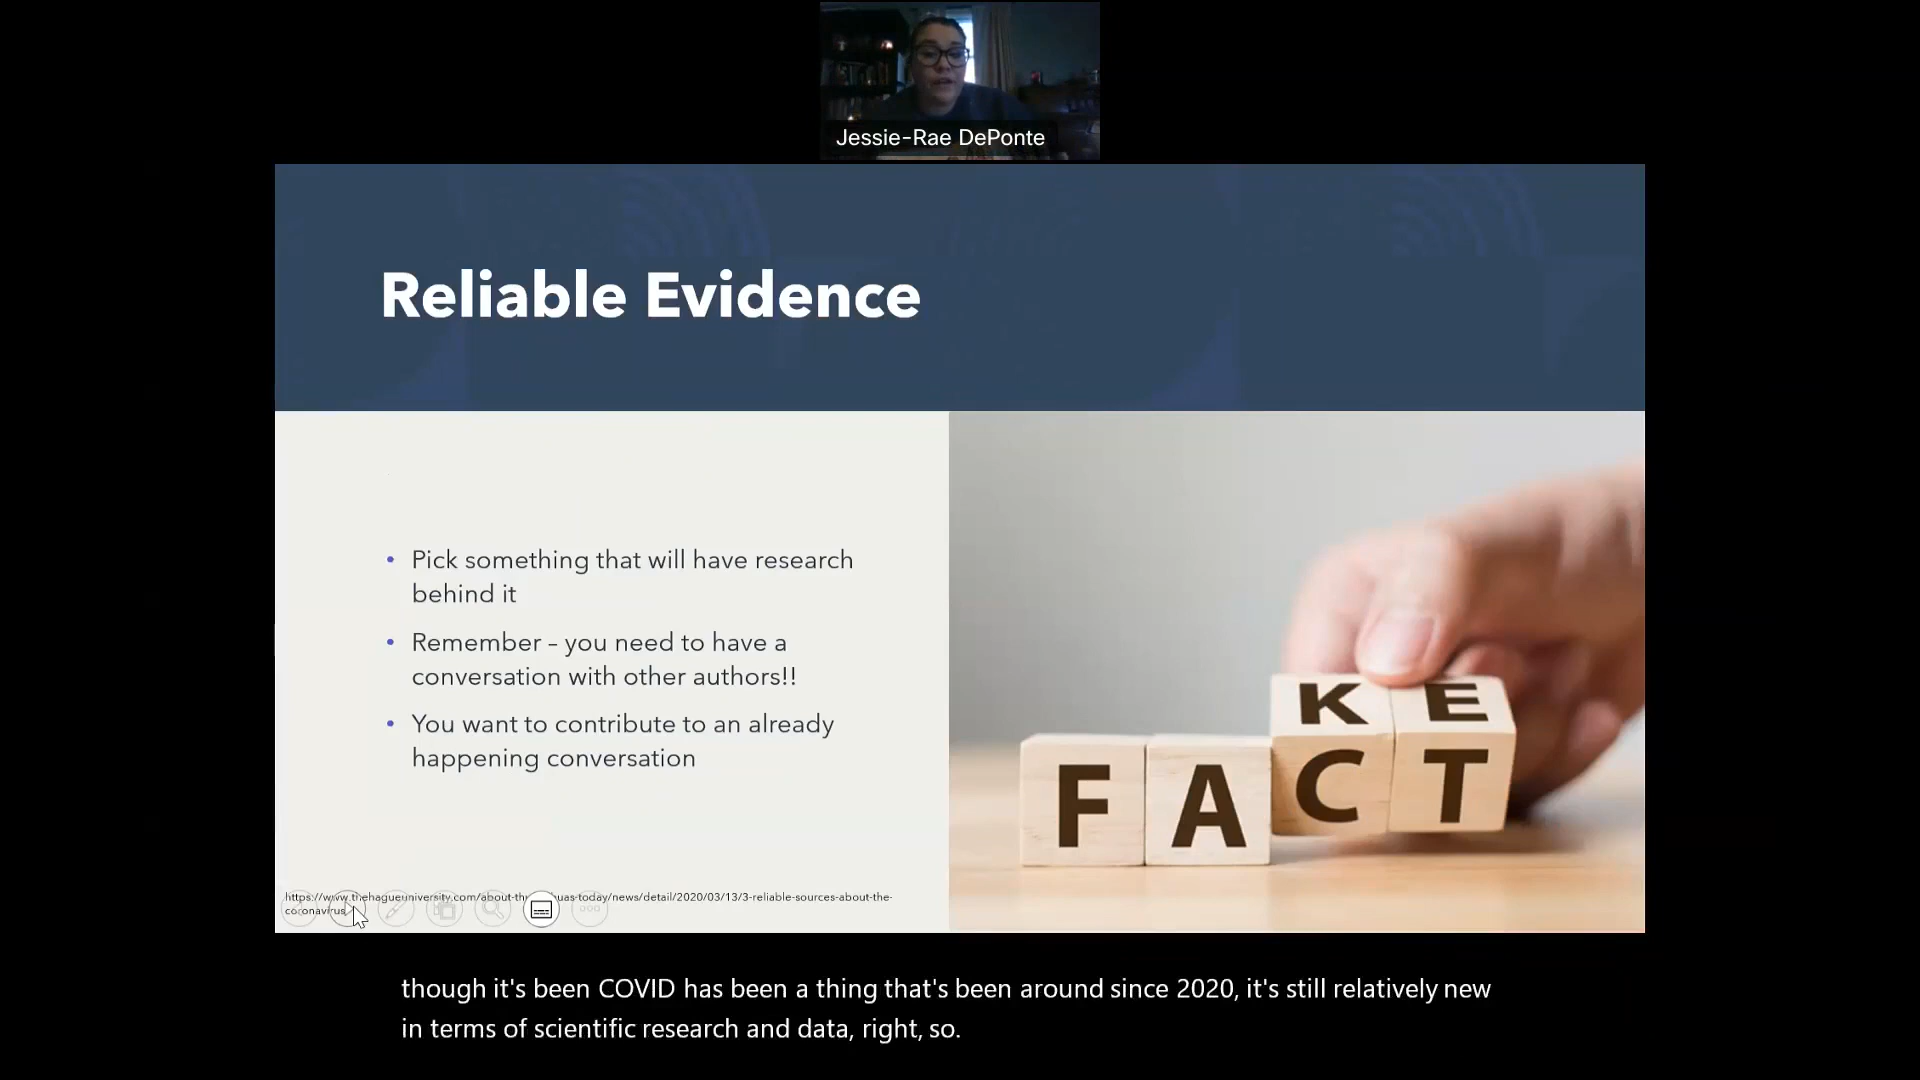 Jessie-Rae DePonte
Reliable Evidence
• Pick something that will have research
behind it
• Remember – you need to have a
conversation with other authors!!
• You want to contribute to an already
happening conversation
K E
F A C T
coronavirus
though it's been COVID has been a thing that's been around since 2020, it's still relatively new
in terms of scientific research and data, right, so.